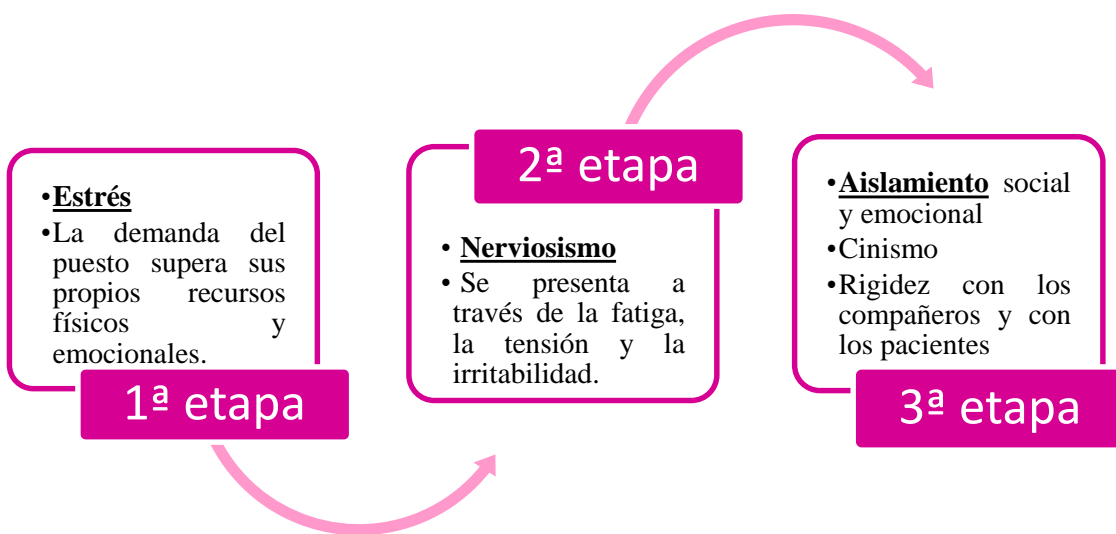 •Estrés
•La demanda del
puesto supera sus
propios recursos
físicos y
emocionales.
1ª etapa
2ª etapa
• Nerviosismo
• Se presenta a
través de la fatiga,
la tensión y la
irritabilidad.
•Aislamiento social
y emocional
•Cinismo
•Rigidez con los
compañeros y con
los pacientes
3ª etapa